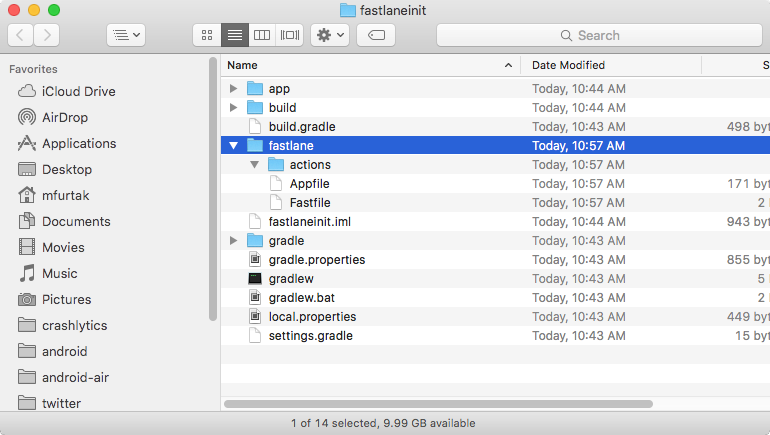 fastlaneinit
Search
Favorites
iCloud Drive
AirDrop
Applications
Desktop
mfurtak
Documents
Movies
Music
Pictures
crashlytics
android
android-air
twitter
Name Date Modified S
app Today, 10:44 AM
build Today, 10:44 AM
build.gradle Today, 10:43 AM 498 byt
fastlane Today, 10:57 AM
actions Today, 10:57 AM
Appfile Today, 10:57 AM 171 byt
Fastfile Today, 10:57 AM 2
fastlaneinit.iml Today, 10:44 AM 943 byt
gradle Today, 10:43 AM
gradle.properties Today, 10:43 AM 855 byt
gradlew Today, 10:43 AM 5
gradlew.bat Today, 10:43 AM 2
local.properties Today, 10:43 AM 449 byt
settings.gradle Today, 10:43 AM 15 byt
1 of 14 selected, 9.99 GB available